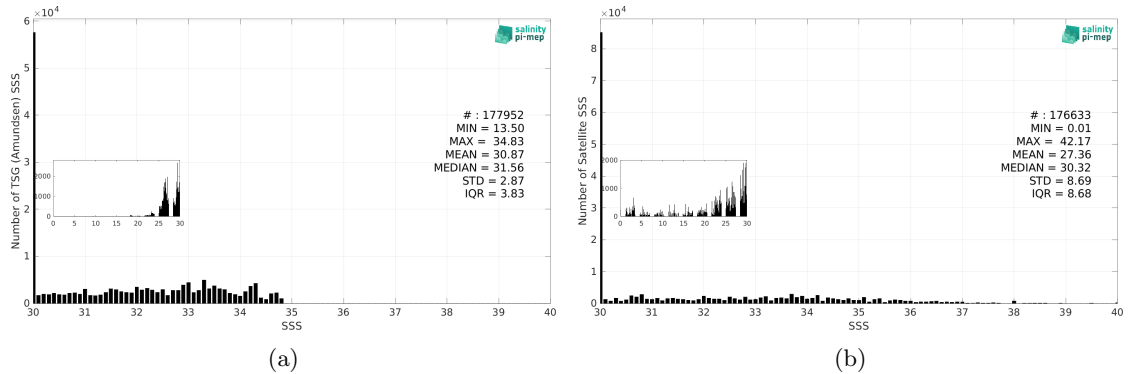 ×10⁴
6
5
4
3
2
1
0
Number of TSG (Amundsen) SSS
salinity
pi-mep
# : 177952
MIN = 13.50
MAX = 34.83
MEAN = 30.87
MEDIAN = 31.56
STD = 2.87
IQR = 3.83
2000
1000
0
0 5 10 15 20 25 30
30 31 32 33 34 35 36 37 38 39 40
SSS
(a)
×10⁴
8
7
6
5
4
3
2
1
0
Number of Satellite SSS
salinity
pi-mep
# : 176633
MIN = 0.01
MAX = 42.17
MEAN = 27.36
MEDIAN = 30.32
STD = 8.69
IQR = 8.68
2000
1500
1000
500
0
0 5 10 15 20 25 30
30 31 32 33 34 35 36 37 38 39 40
SSS
(b)